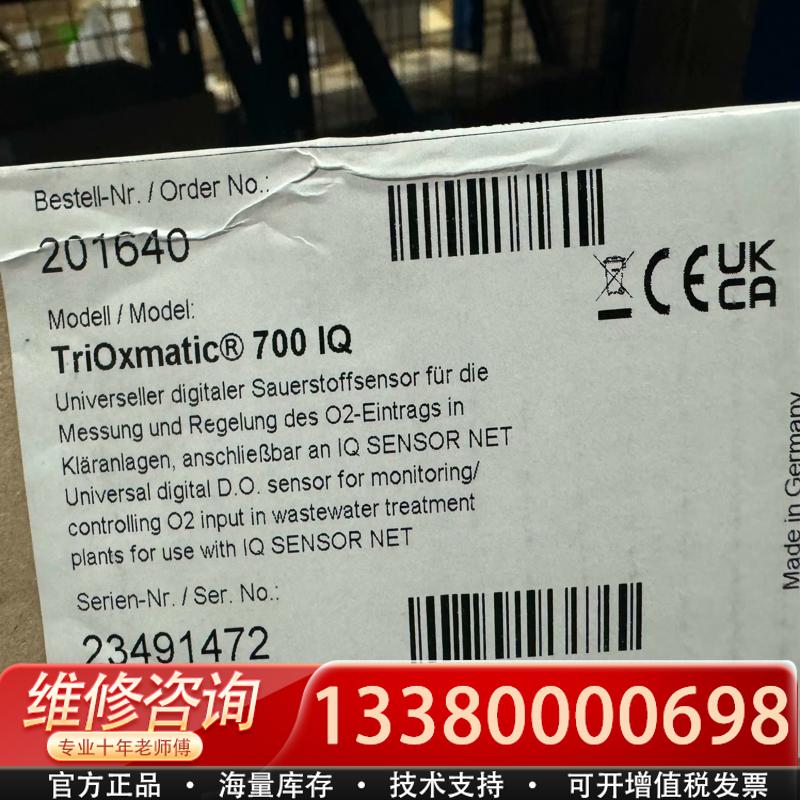 Bestell-Nr. / Order No.:
201640
Modell / Model:
TriOxmatic® 700 IQ
Universeller digitaler Sauerstoffsensor für die
Messung und Regelung des O2-Eintrags in
Kläranlagen, anschließbar an IQ SENSOR NET
Universal digital D.O. sensor for monitoring/
controlling O2 input in wastewater treatment
plants for use with IQ SENSOR NET
Serien-Nr. / Ser. No.:
23491472
CE
UK
CA
Made in Germany
维修咨询
专业十年老师傅
13380000698
官方正品 • 海量库存 • 技术支持 • 可开增值税发票